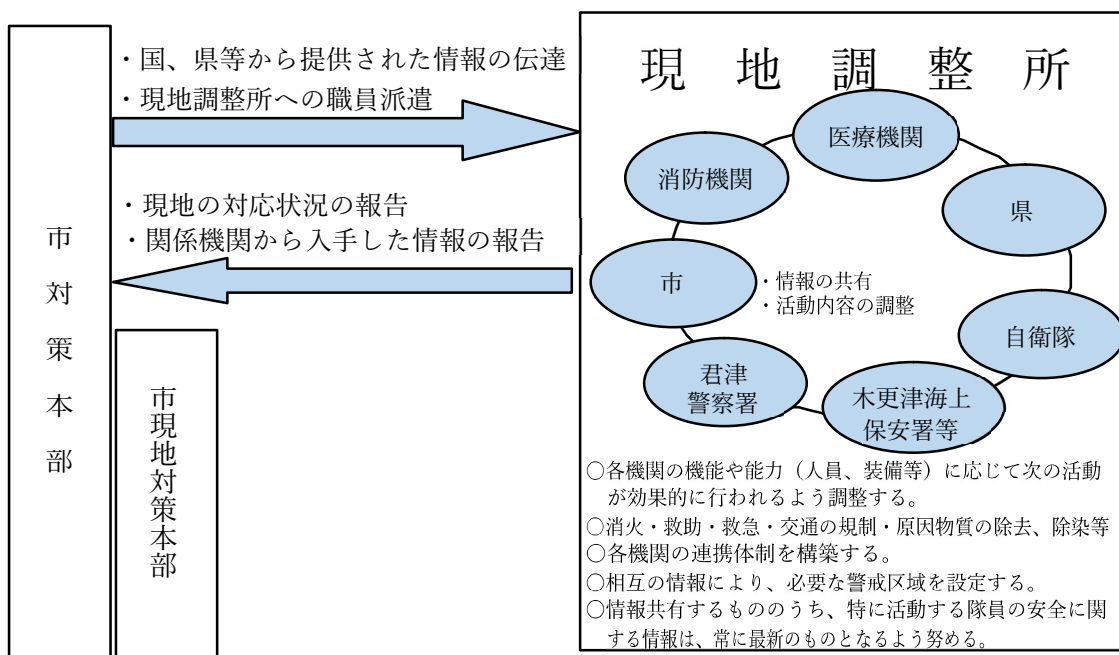 市対策本部
・国、県等から提供された情報の伝達
・現地調整所への職員派遣
・現地の対応状況の報告
・関係機関から入手した情報の報告
市現地対策本部
現地調整所
医療機関
消防機関
県
市
・情報の共有
・活動内容の調整
自衛隊
君津
警察署
木更津海上
保安署等
○各機関の機能や能力（人員、装備等）に応じて次の活動
が効果的に行われるよう調整する。
○消火・救助・救急・交通の規制・原因物質の除去、除染等
○各機関の連携体制を構築する。
○相互の情報により、必要な警戒区域を設定する。
○情報共有するもののうち、特に活動する隊員の安全に関
する情報は、常に最新のものとなるよう努める。